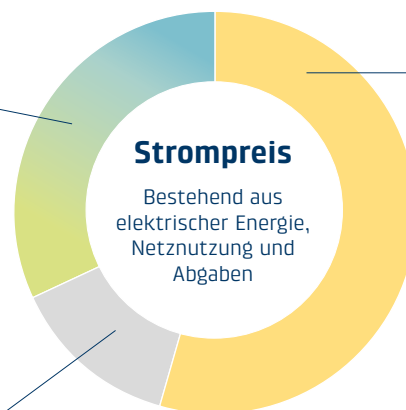 Strompreis
Bestehend aus
elektrischer Energie,
Netznutzung und
Abgaben